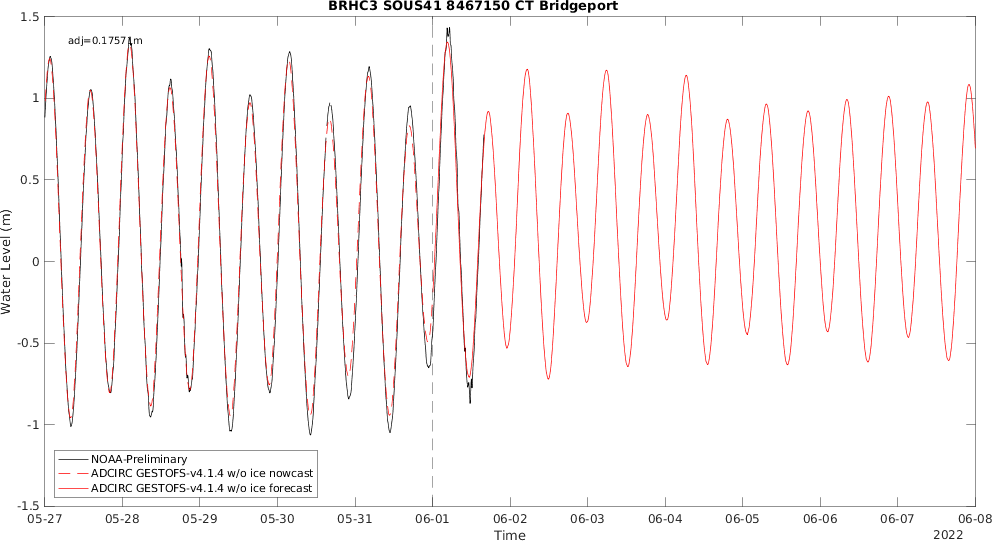 BRHC3 SOUS41 8467150 CT Bridgeport
adj=0.17571m
1.5
1
0.5
0
-0.5
-1
-1.5
Water Level (m)
NOAA-Preliminary
ADCIRC GESTOFS-v4.1.4 w/o ice nowcast
ADCIRC GESTOFS-v4.1.4 w/o ice forecast
05-27 05-28 05-29 05-30 05-31 06-01 06-02 06-03 06-04 06-05 06-06 06-07 06-08
Time
2022